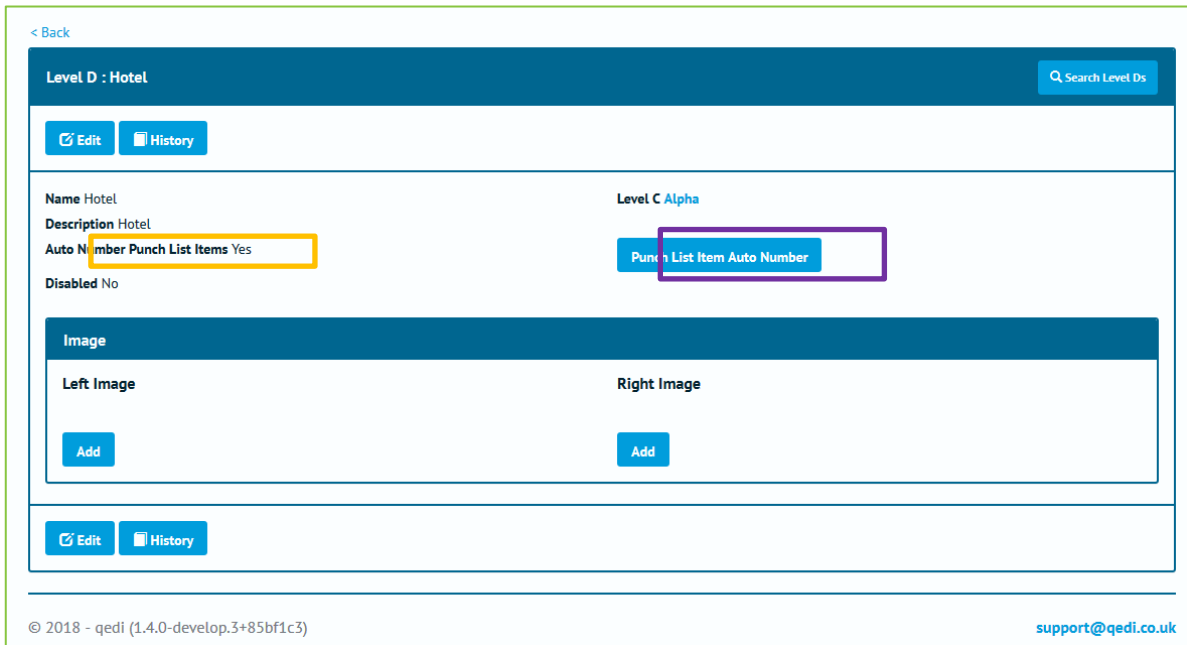 < Back
Level D : Hotel
Search Level Ds
Edit History
Name Hotel
Level C Alpha
Description Hotel
Auto Number Punch List Items Yes
Punch List Item Auto Number
Disabled No
Image
Left Image
Right Image
Add
Add
Edit History
© 2018 - qedi (1.4.0-develop.3+85bf1c3)
support@qedi.co.uk